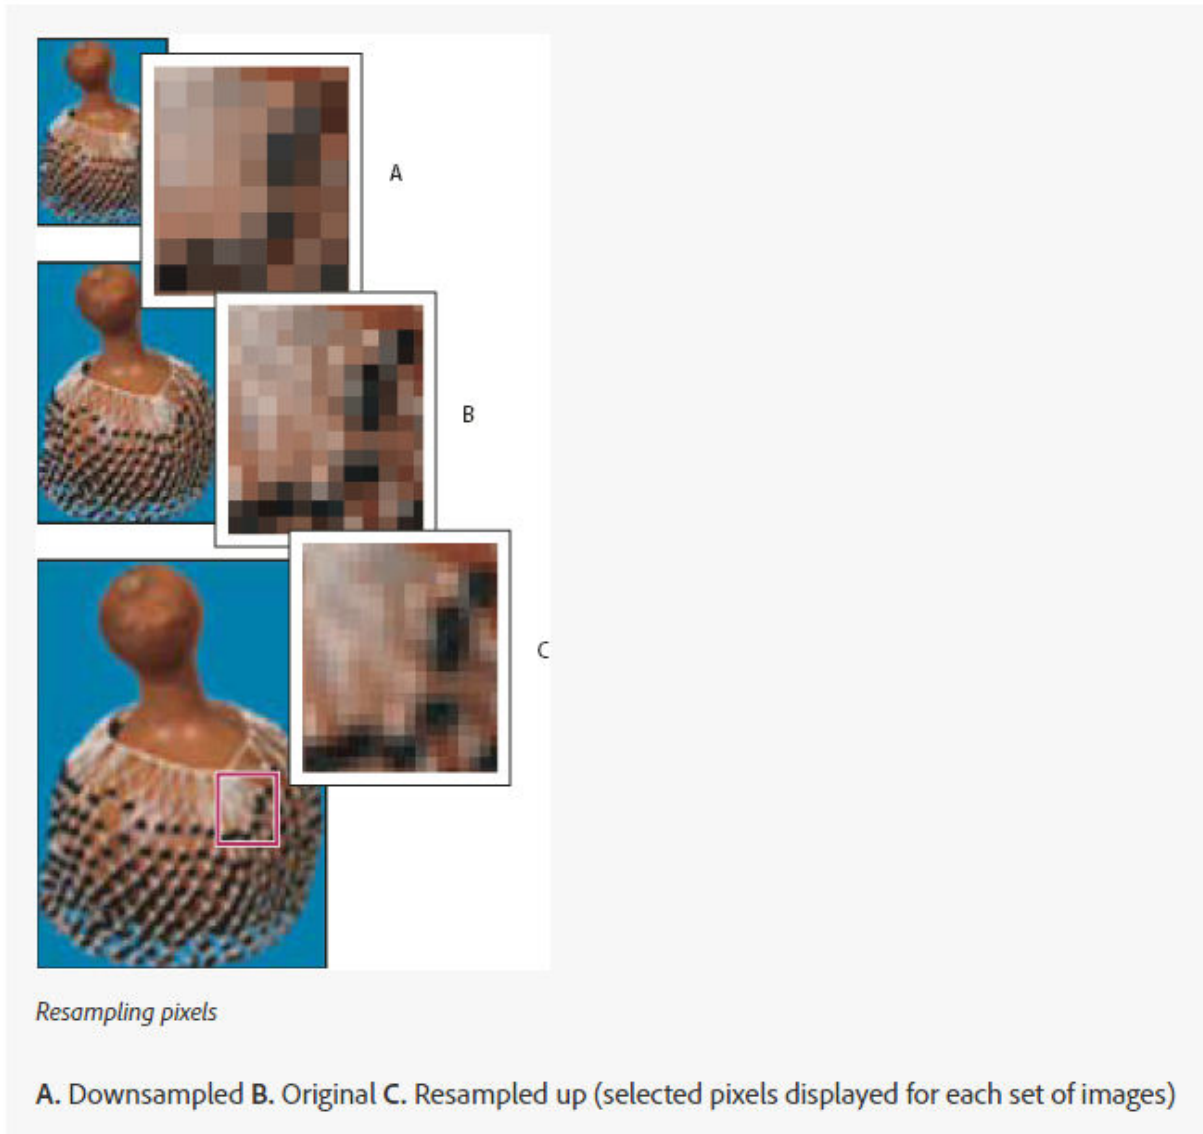 A
B
C
Resampling pixels
A. Downsampled B. Original C. Resampled up (selected pixels displayed for each set of images)